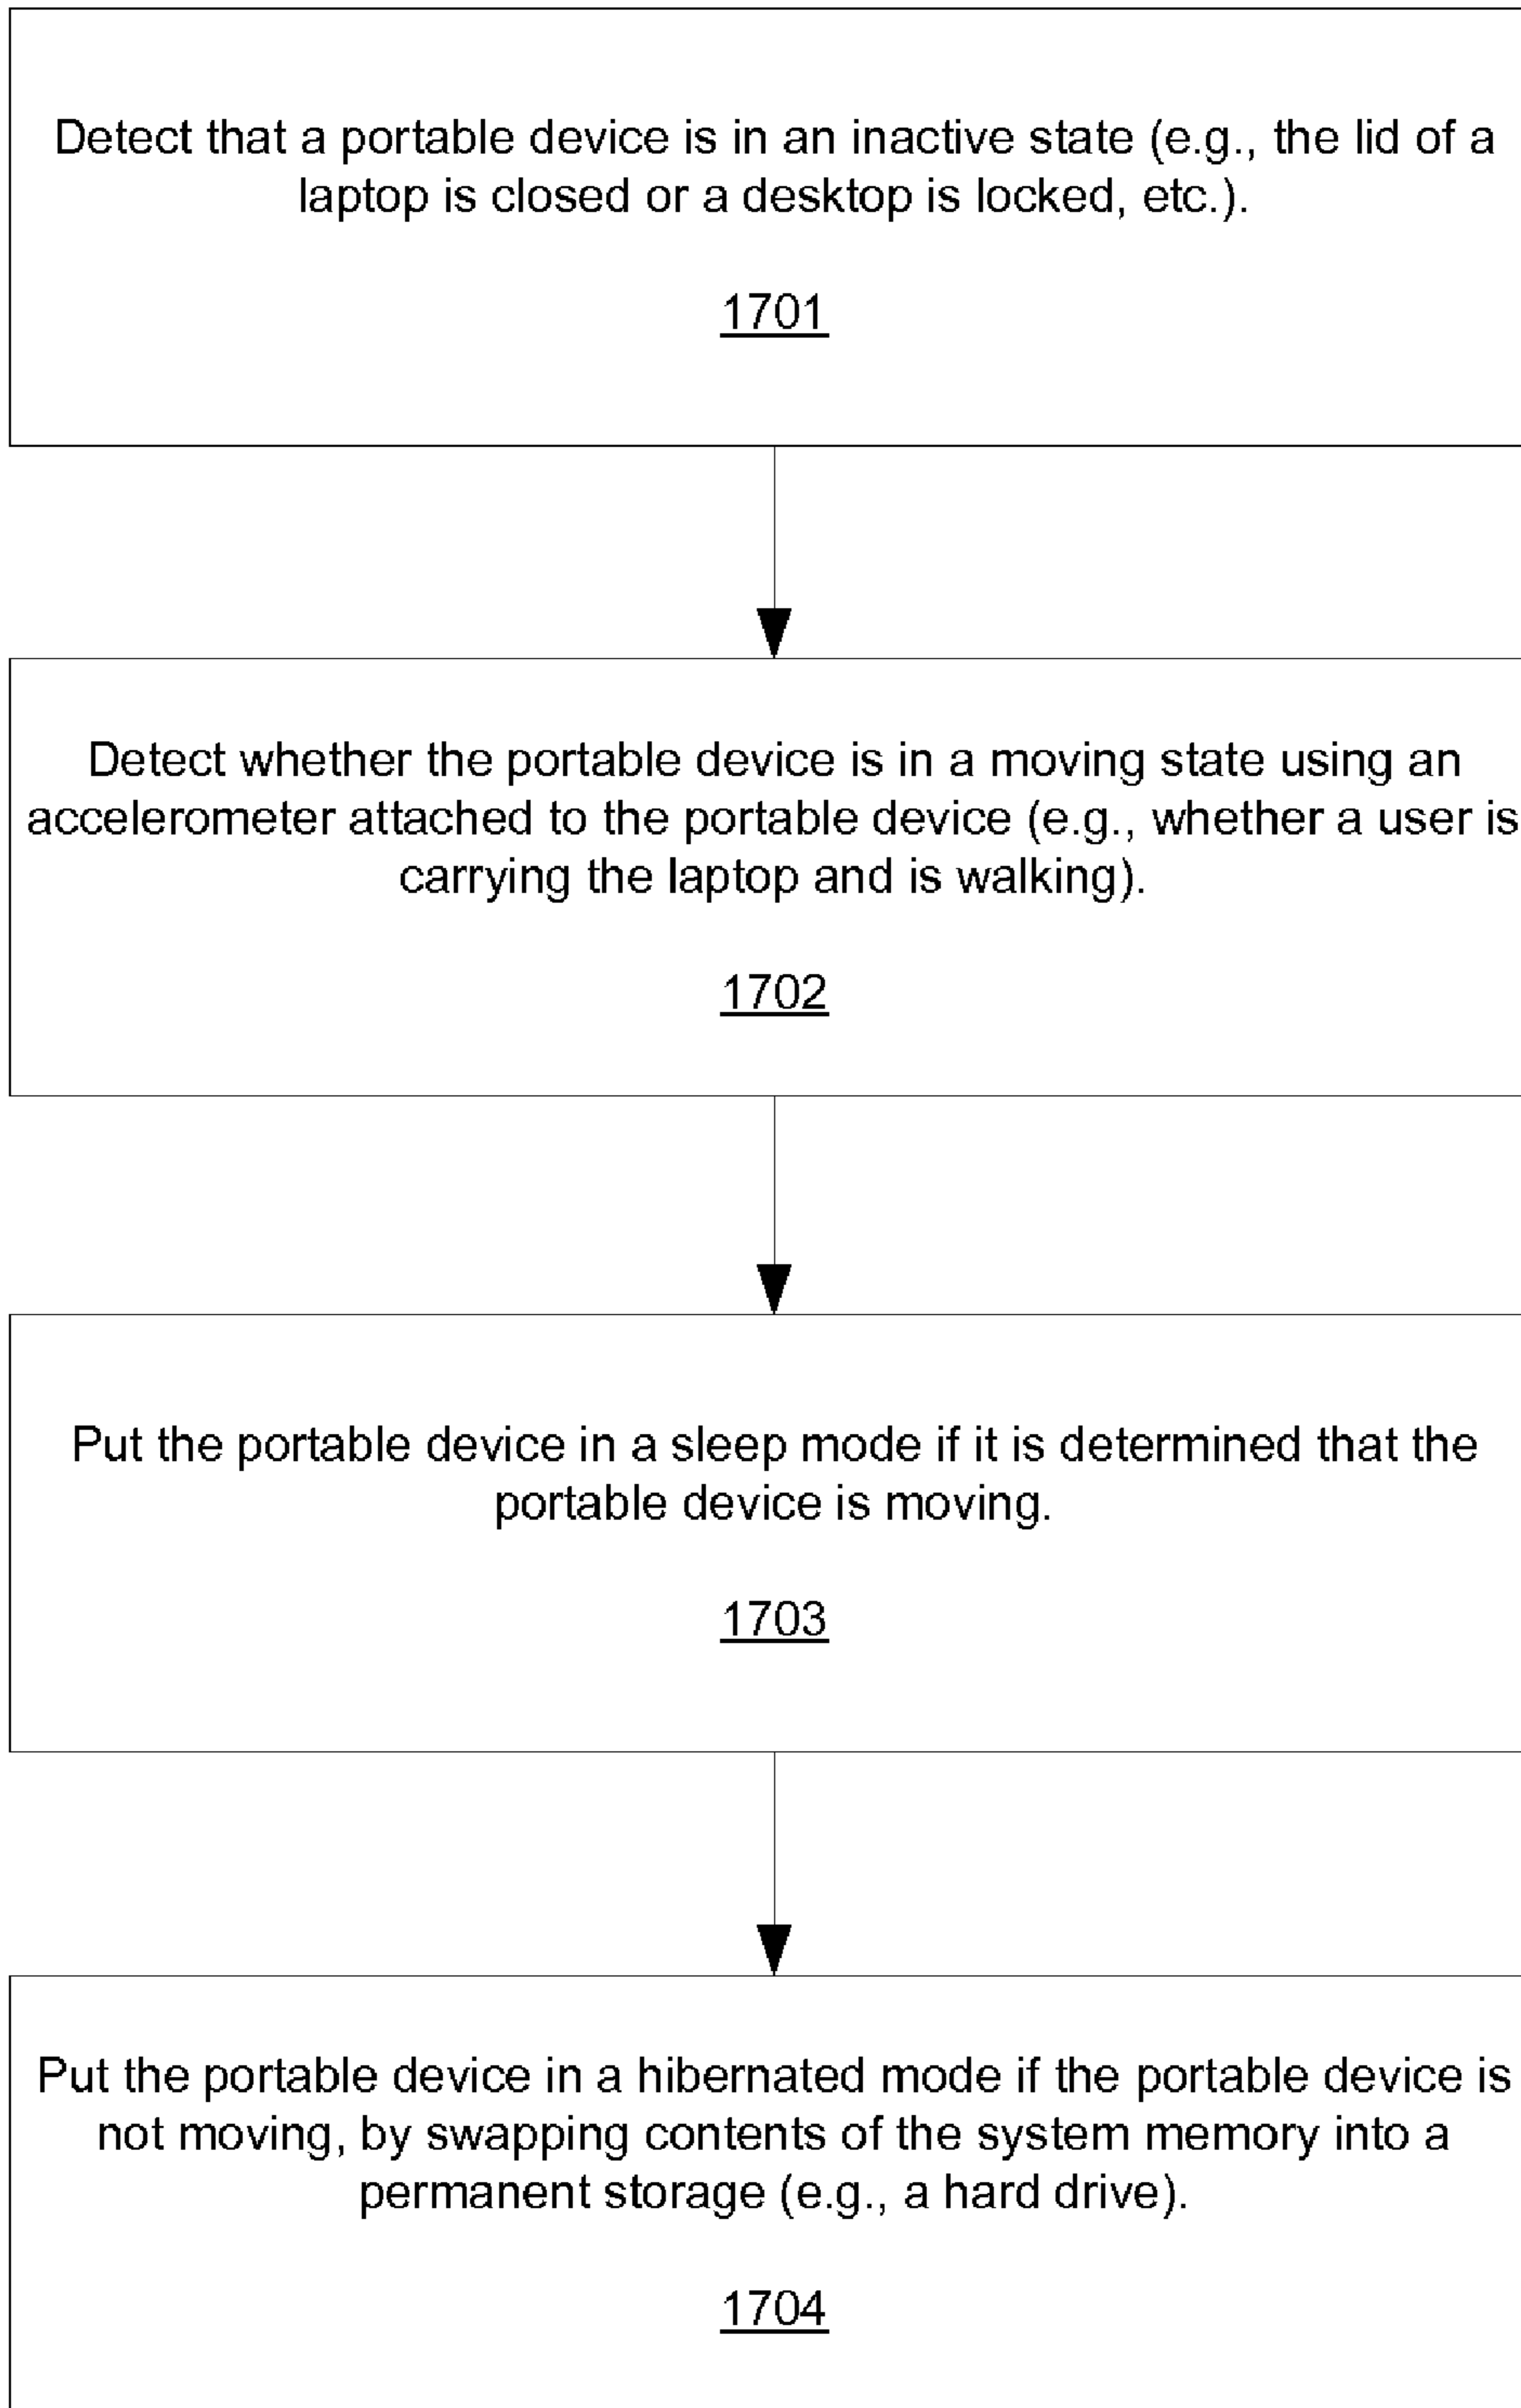 Detect that a portable device is in an inactive state (e.g., the lid of a
laptop is closed or a desktop is locked, etc.).
1701
Detect whether the portable device is in a moving state using an
accelerometer attached to the portable device (e.g., whether a user is
carrying the laptop and is walking).
1702
Put the portable device in a sleep mode if it is determined that the
portable device is moving.
1703
Put the portable device in a hibernated mode if the portable device is
not moving, by swapping contents of the system memory into a
permanent storage (e.g., a hard drive).
1704